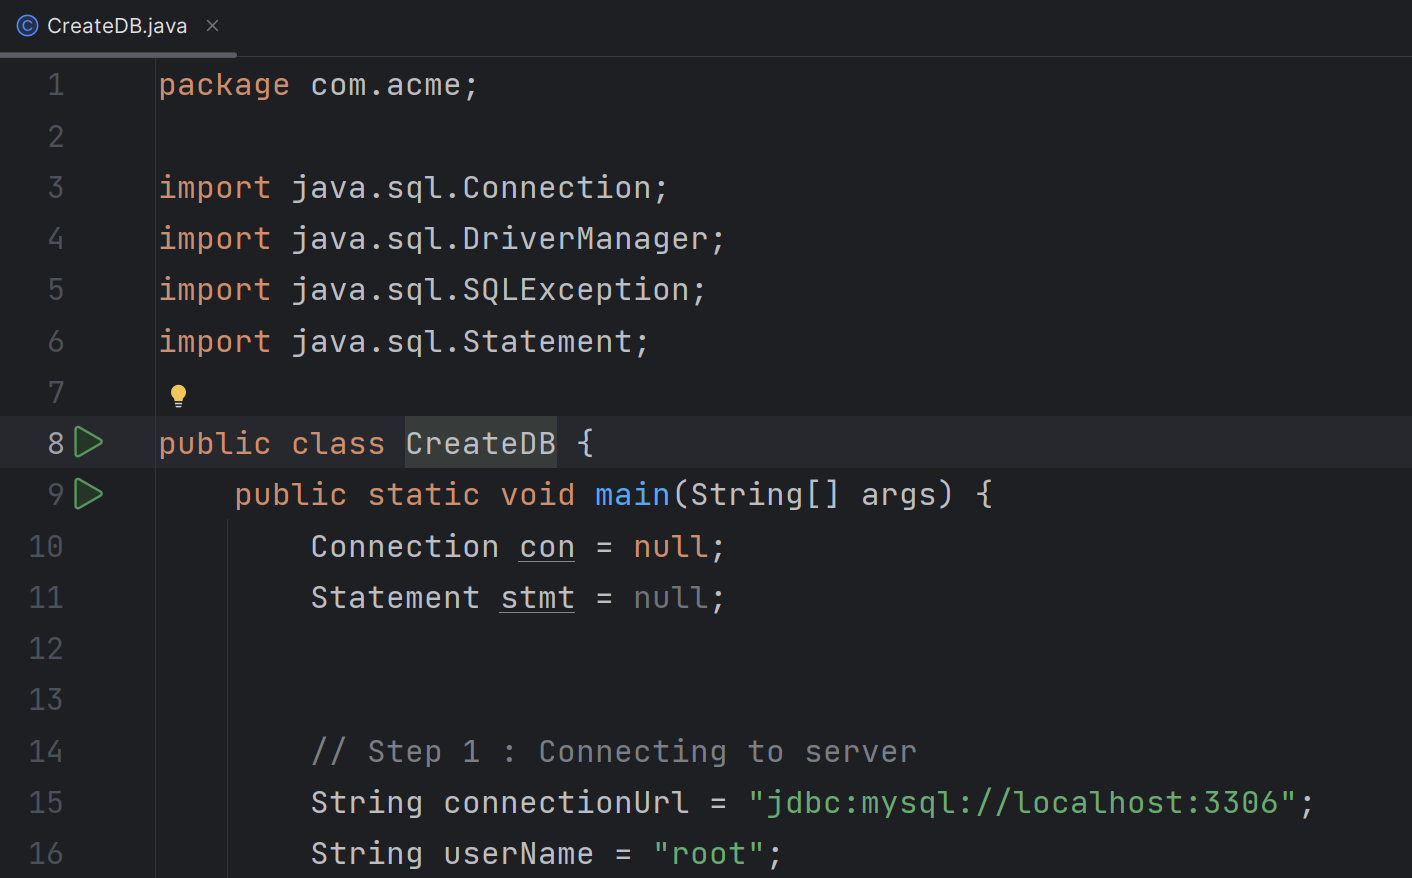 CreateDB.java
1 package com.acme;
2
3 import java.sql.Connection;
4 import java.sql.DriverManager;
5 import java.sql.SQLException;
6 import java.sql.Statement;
7
8 public class CreateDB {
9 public static void main(String[] args) {
10 Connection con = null;
11 Statement stmt = null;
12
13
14 // Step 1 : Connecting to server
15 String connectionUrl = "jdbc:mysql://localhost:3306";
16 String userName = "root";